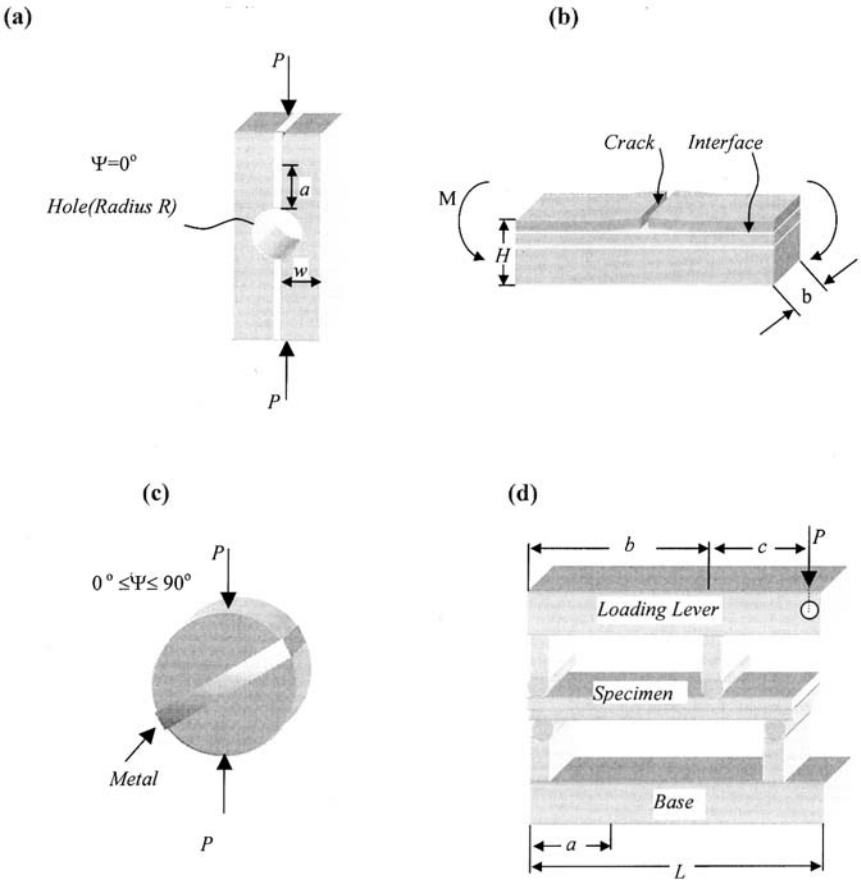 (a)
P
Ψ=0°
a
Hole(Radius R)
w
P
(b)
Crack
Interface
M
H
b
(c)
P
0 ° ≤Ψ≤ 90°
Metal
P
(d)
b
c
P
Loading Lever
Specimen
Base
a
L